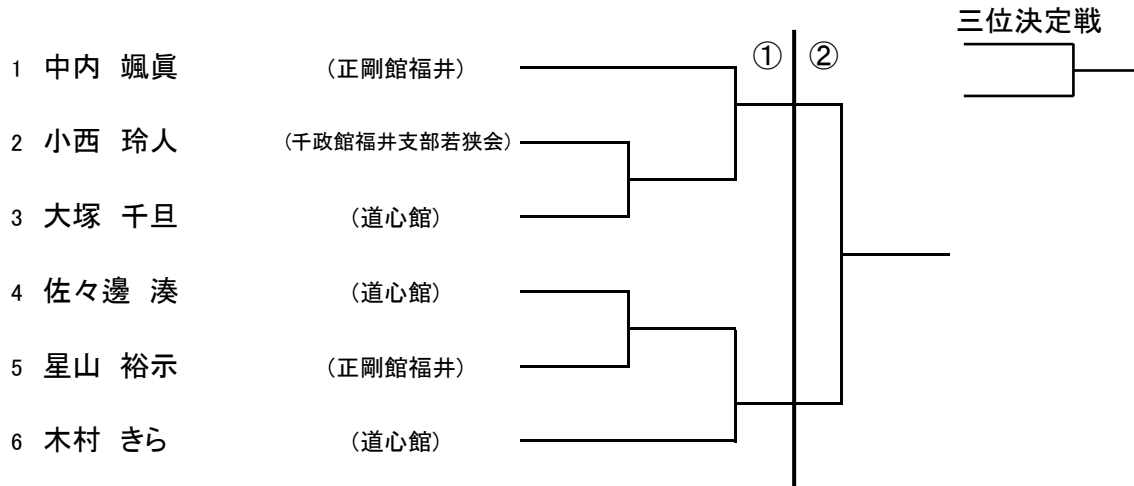 三位決定戦
① ②
1 中内 颯眞 (正剛館福井)
2 小西 玲人 (千政館福井支部若狭会)
3 大塚 千旦 (道心館)
4 佐々邊 湊 (道心館)
5 星山 裕示 (正剛館福井)
6 木村 きら (道心館)